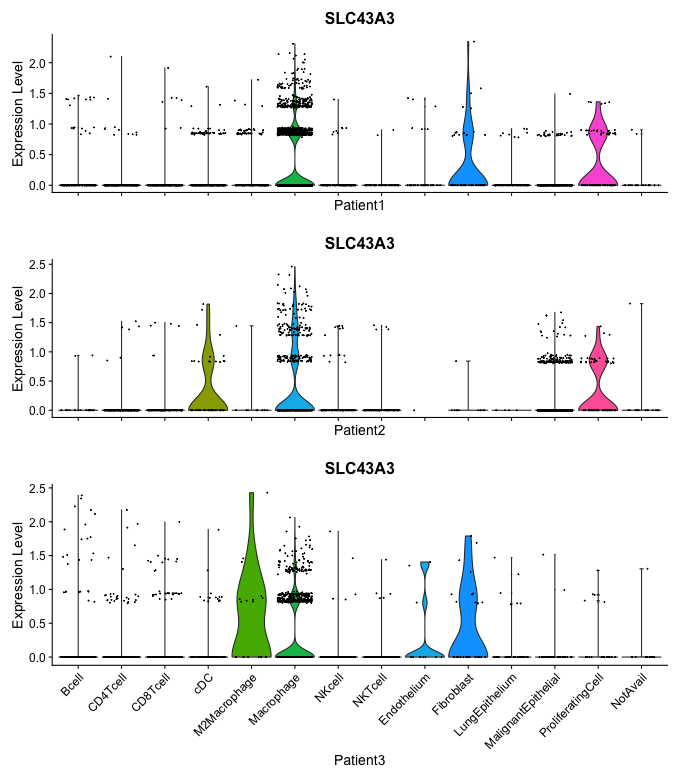 SLC43A3
Expression Level
2.0
1.5
1.0
0.5
0.0
Patient1
SLC43A3
Expression Level
2.5
2.0
1.5
1.0
0.5
0.0
Patient2
SLC43A3
Expression Level
2.5
2.0
1.5
1.0
0.5
0.0
Bcell
CD4Tcell
CD8Tcell
cDC
M2Macrophage
Macrophage
NKcell
NKTcell
Endothelium
Fibroblast
LungEpithelium
MalignantEpithelial
ProliferatingCell
NotAvail
Patient3